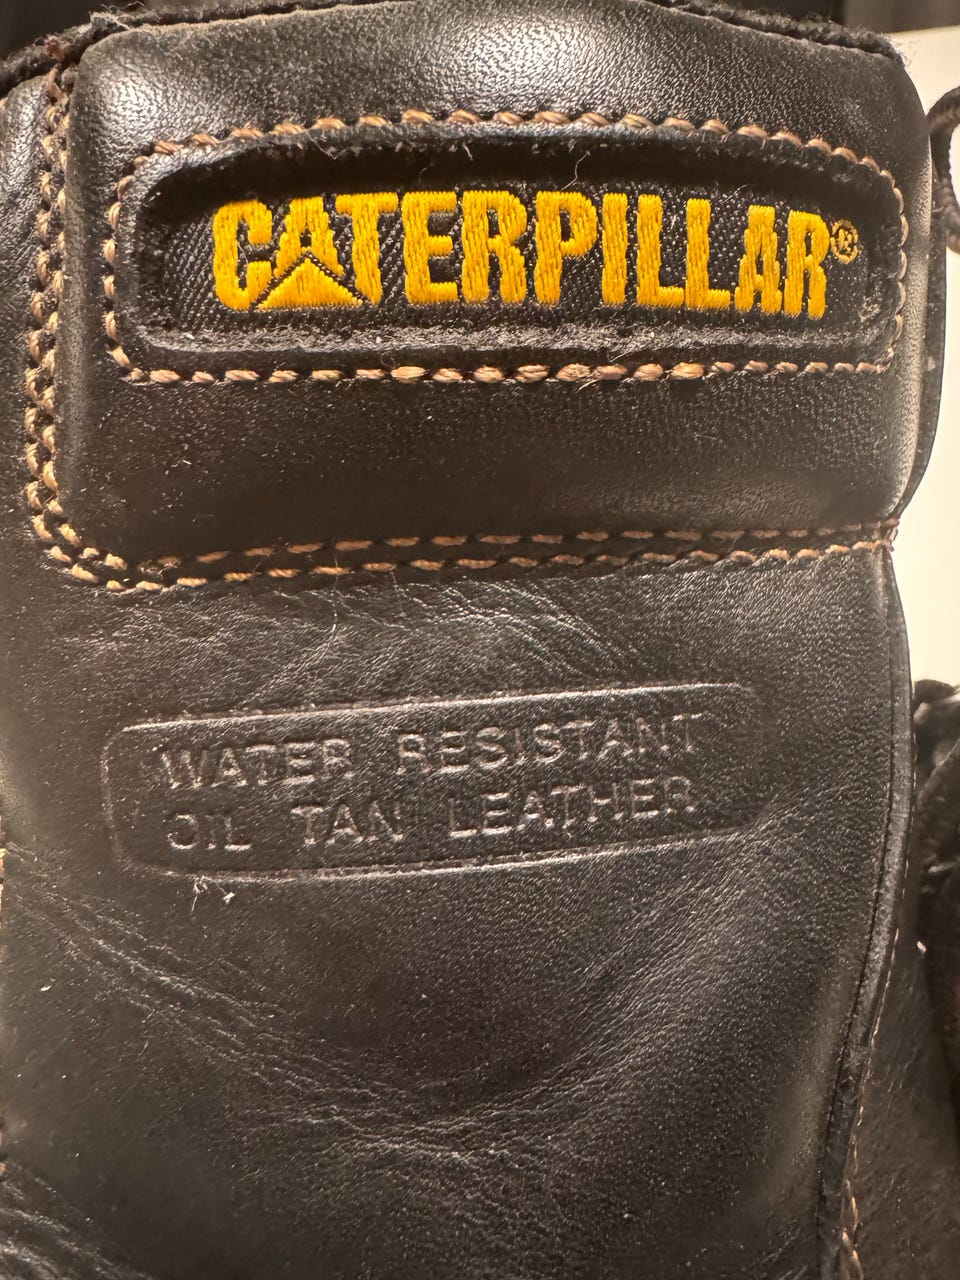 CATERPILLAR®
WATER RESISTANT
OIL TAN LEATHER